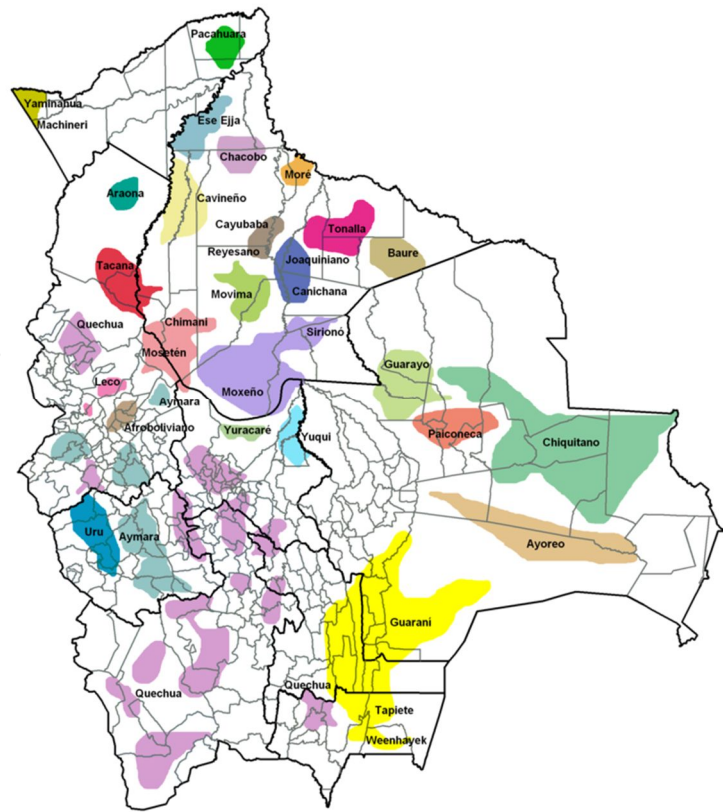 Pacahuara
Yaminahua
Machineri
Ese Ejja
Chacobo
Moré
Araona
Cavineño
Cayubaba
Tonalla
Reyesano
Joaquiniano
Baure
Tacana
Movima
Canichana
Quechua
Chimani
Sirionó
Mosetén
Guarayo
Leco
Moxeño
Aymara
Afroboliviano
Yuracaré
Yuqui
Paiconeca
Chiquitano
Uru
Aymara
Ayoreo
Guarani
Quechua
Quechua
Tapiete
Weenhayek